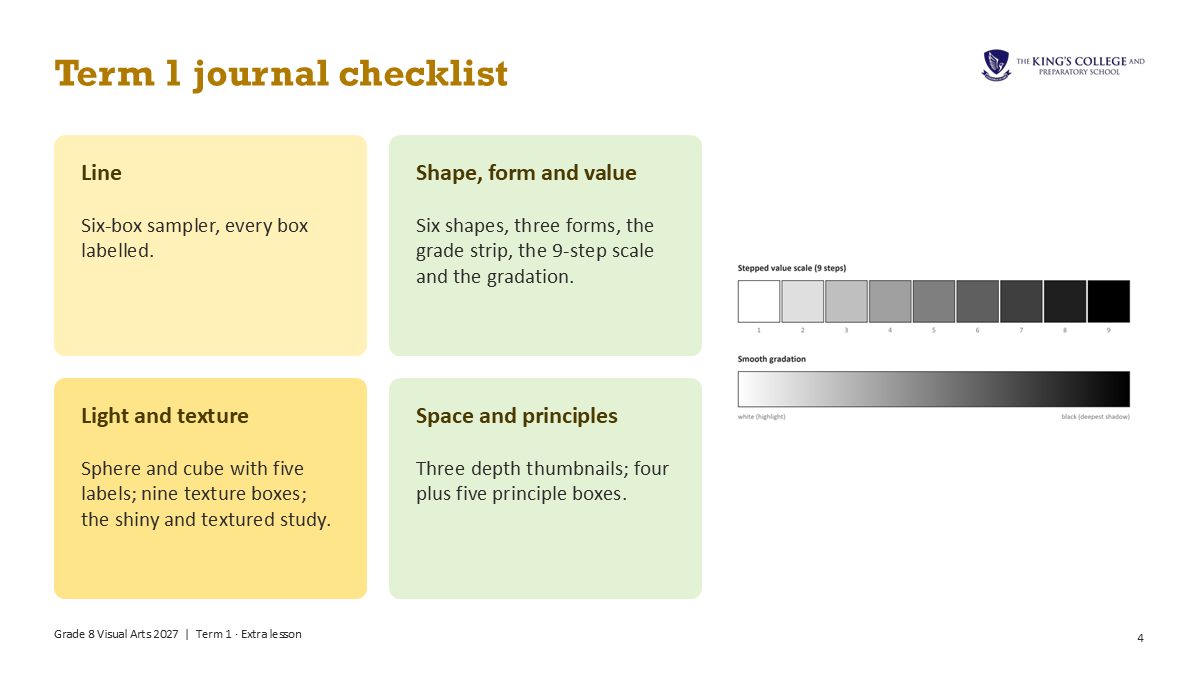 Term 1 journal checklist
THE KING'S COLLEGE AND
PREPARATORY SCHOOL
Line
Six-box sampler, every box
labelled.
Shape, form and value
Six shapes, three forms, the
grade strip, the 9-step scale
and the gradation.
Light and texture
Sphere and cube with five
labels; nine texture boxes;
the shiny and textured study.
Space and principles
Three depth thumbnails; four
plus five principle boxes.
Stepped value scale (9 steps)
1 2 3 4 5 6 7 8 9
Smooth gradation
white (highlight) black (deepest shadow)
Grade 8 Visual Arts 2027 | Term 1 · Extra lesson
4